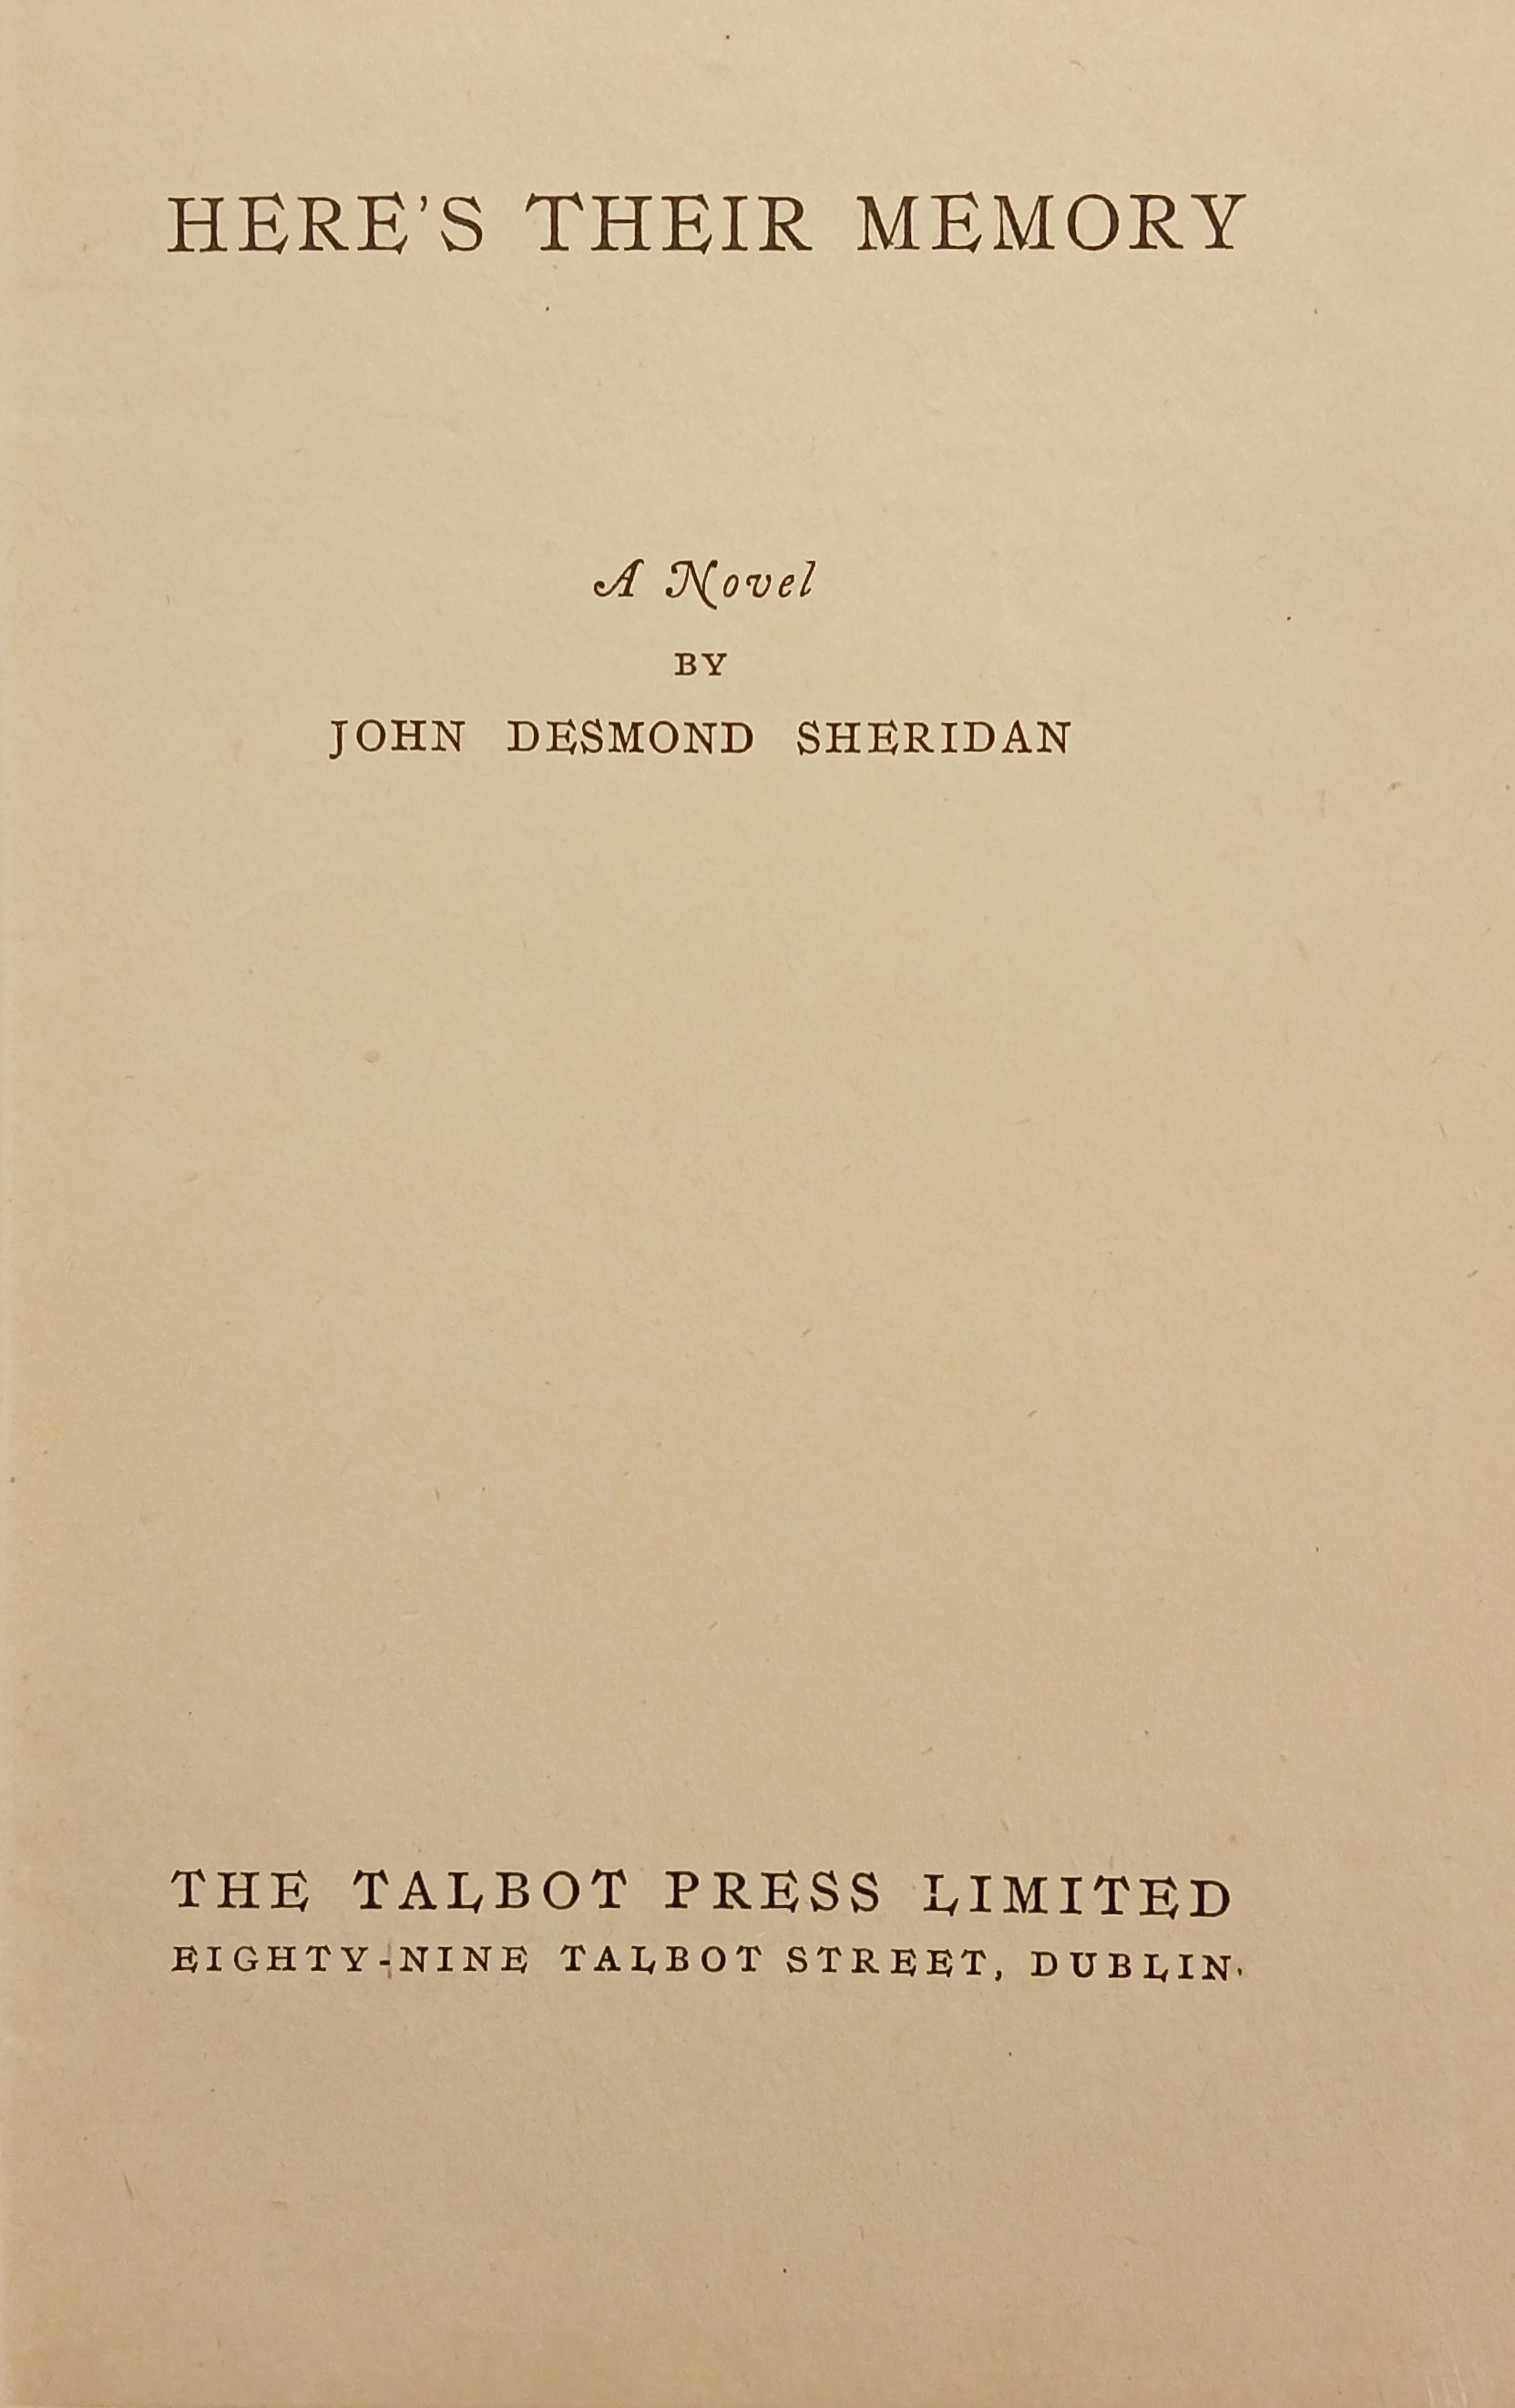 HERE'S THEIR MEMORY
A Novel
BY
JOHN DESMOND SHERIDAN
THE TALBOT PRESS LIMITED
EIGHTY-NINE TALBOT STREET, DUBLIN.